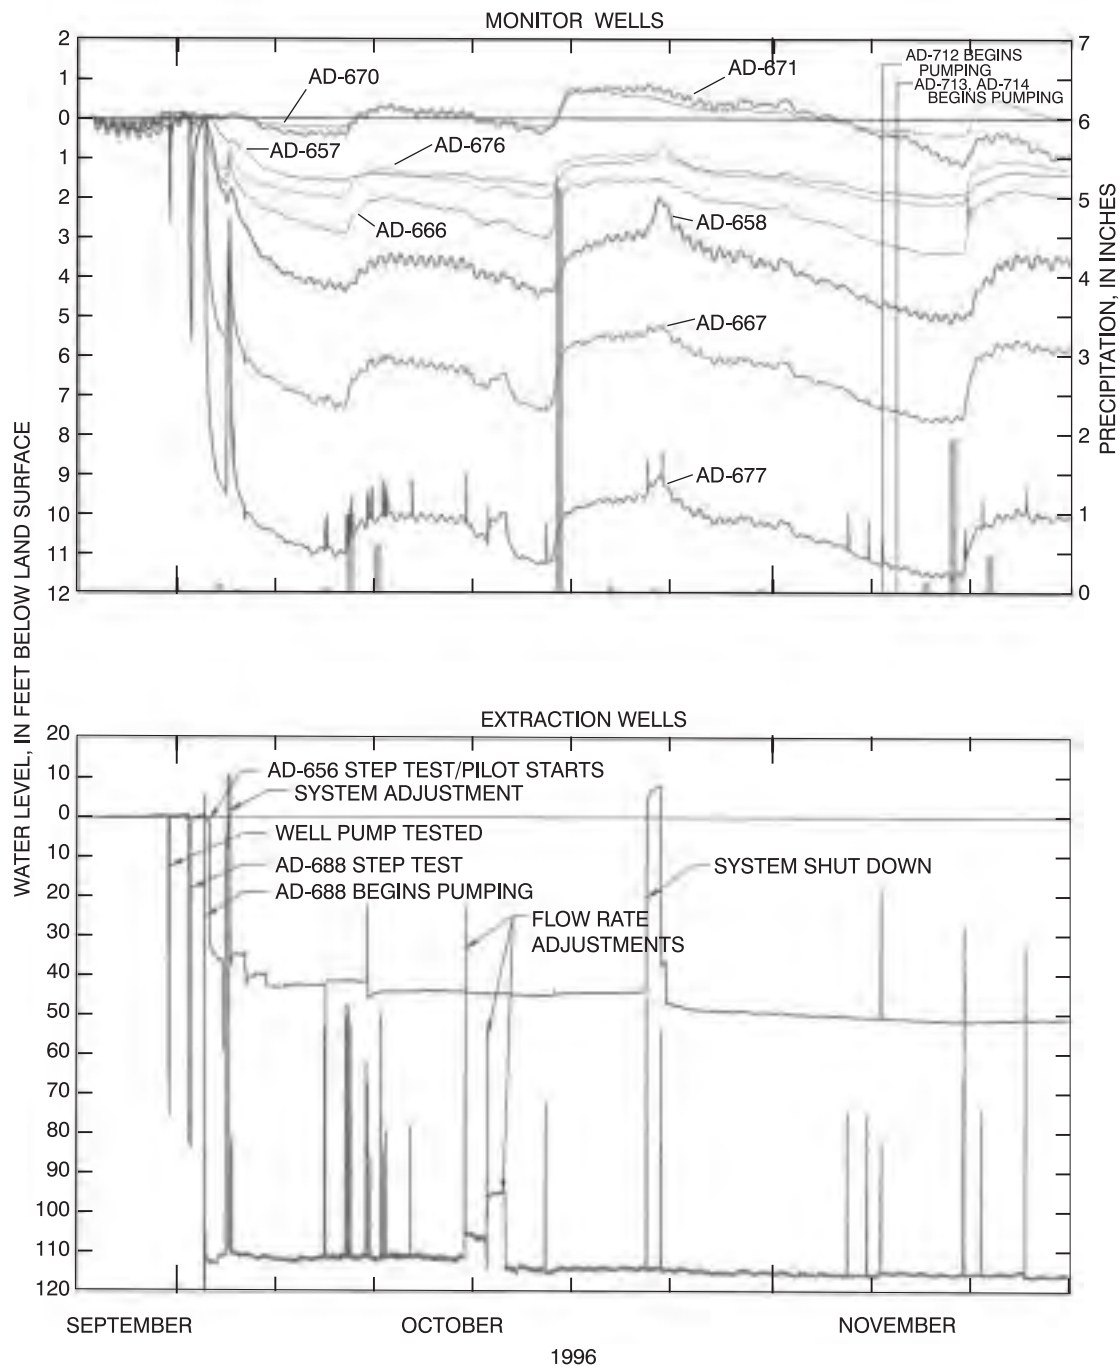 MONITOR WELLS
2
1
0
1
2
3
4
5
6
7
8
9
10
11
12
7
6
5
4
3
2
1
0
AD-670
AD-671
AD-712 BEGINS
PUMPING
AD-713, AD-714
BEGINS PUMPING
AD-657
AD-676
AD-666
AD-658
AD-667
AD-677
PRECIPITATION, IN INCHES
WATER LEVEL, IN FEET BELOW LAND SURFACE
EXTRACTION WELLS
20
10
0
10
20
30
40
50
60
70
80
90
100
110
120
AD-656 STEP TEST/PILOT STARTS
SYSTEM ADJUSTMENT
WELL PUMP TESTED
AD-688 STEP TEST
AD-688 BEGINS PUMPING
SYSTEM SHUT DOWN
FLOW RATE
ADJUSTMENTS
SEPTEMBER
OCTOBER
NOVEMBER
1996